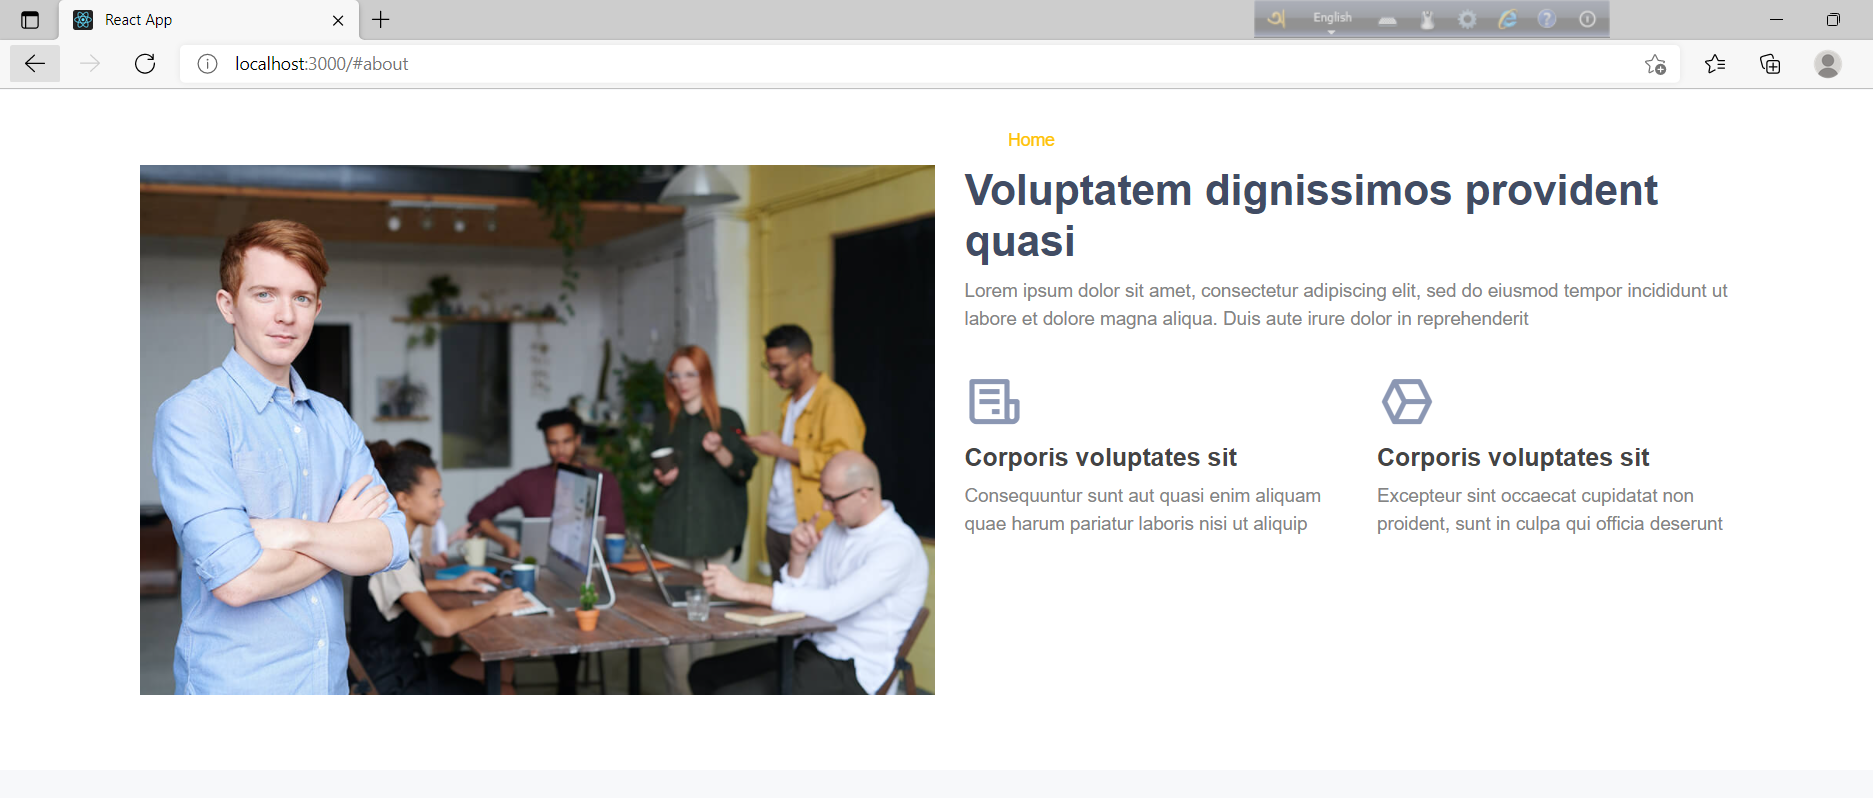 React App
English
localhost:3000/#about
Home
Voluptatem dignissimos provident
quasi
Lorem ipsum dolor sit amet, consectetur adipiscing elit, sed do eiusmod tempor incididunt ut
labore et dolore magna aliqua. Duis aute irure dolor in reprehenderit
Corporis voluptates sit
Consequuntur sunt aut quasi enim aliquam
quae harum pariatur laboris nisi ut aliquip
Corporis voluptates sit
Excepteur sint occaecat cupidatat non
proident, sunt in culpa qui officia deserunt